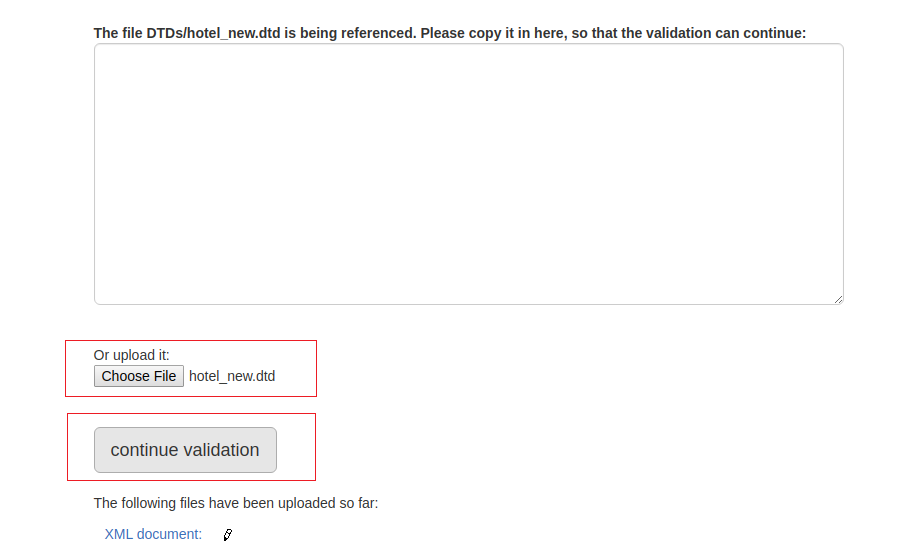 The file DTDs/hotel_new.dtd is being referenced. Please copy it in here, so that the validation can continue:
Or upload it:
Choose File hotel_new.dtd
continue validation
The following files have been uploaded so far:
XML document: